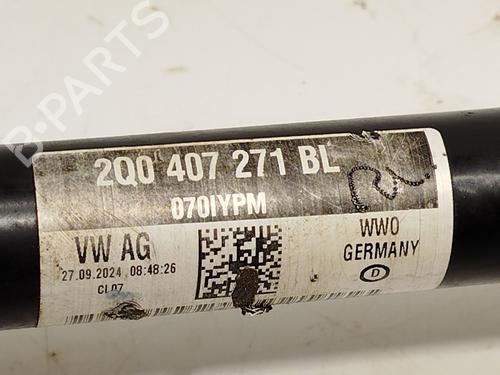 2Q0 407 271 BL
070IYPM
VW AG
27.09.2024 08:48:26
CL07
WWO
GERMANY
D
B-PARTS